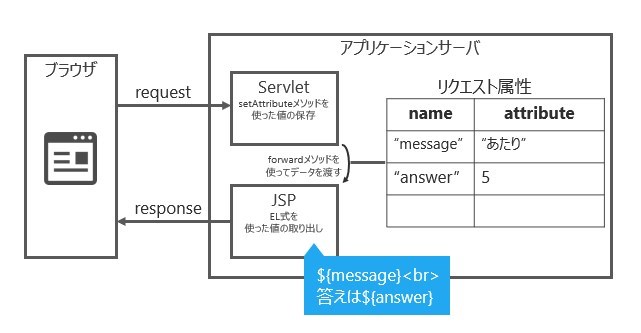 アプリケーションサーバ
ブラウザ
request
Servlet
setAttributeメソッドを
使った値の保存
リクエスト属性
name attribute
“message” “あたり”
“answer” 5
forwardメソッドを
使ってデータを渡す
response
JSP
EL式を
使った値の取り出し
${message}<br>
答えは${answer}